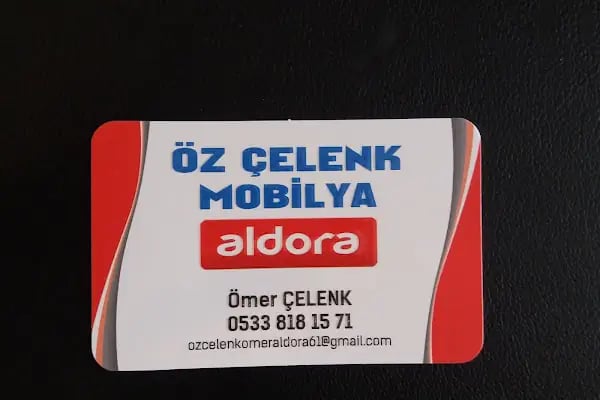 ÖZ ÇELENK
MOBİLYA
aldora
Ömer ÇELENK
0533 818 15 71
ozcelenkomeraldora61@gmail.com